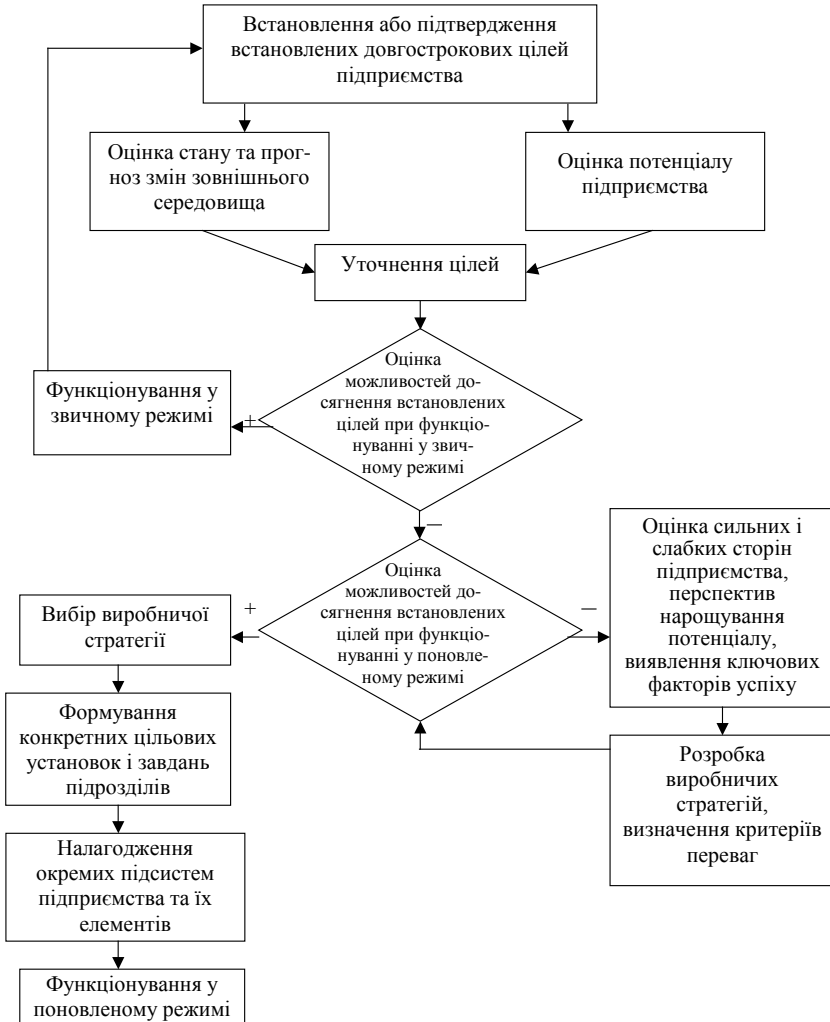 Встановлення або підтвердження
встановлених довгострокових цілей
підприємства
Оцінка стану та прог-
ноз змін зовнішнього
середовища
Оцінка потенціалу
підприємства
Уточнення цілей
Оцінка
можливостей до-
сягнення встановлених
цілей при функціо-
нуванні у звич-
ному режимі
Функціонування у
звичному режимі
+
–
Оцінка
можливостей до-
сягнення встановлених
цілей при функціо-
нуванні у поновле-
ному режимі
+
–
Оцінка сильних і
слабких сторін
підприємства,
перспектив
нарощування
потенціалу,
виявлення ключових
факторів успіху
Вибір виробничої
стратегії
Формування
конкретних цільових
установок і завдань
підрозділів
Розробка
виробничих
стратегій,
визначення критеріїв
переваг
Налагодження
окремих підсистем
підприємства та їх
елементів
Функціонування у
поновленому режимі